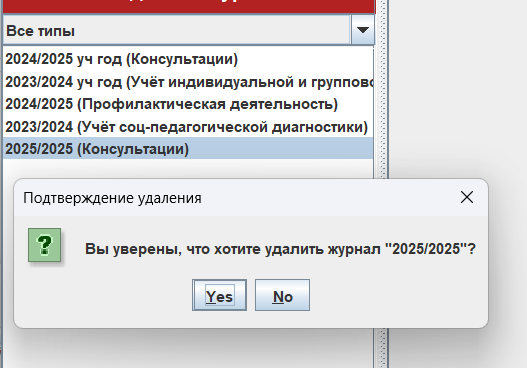 Все типы
2024/2025 уч год (Консультации)
2023/2024 уч год (Учёт индивидуальной и группово
2024/2025 (Профилактическая деятельность)
2023/2024 (Учёт соц-педагогической диагностики)
2025/2025 (Консультации)
Подтверждение удаления
?
Вы уверены, что хотите удалить журнал "2025/2025"?
Yes
No